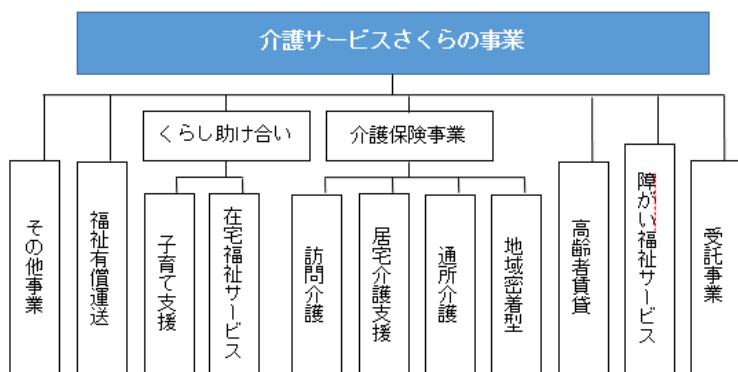 介護サービスさくらの事業
くらし助け合い
介護保険事業
その他事業
福祉有償運送
子育て支援
在宅福祉サービス
訪問介護
居宅介護支援
通所介護
地域密着型
高齢者賃貸
障がい福祉サービス
受託事業